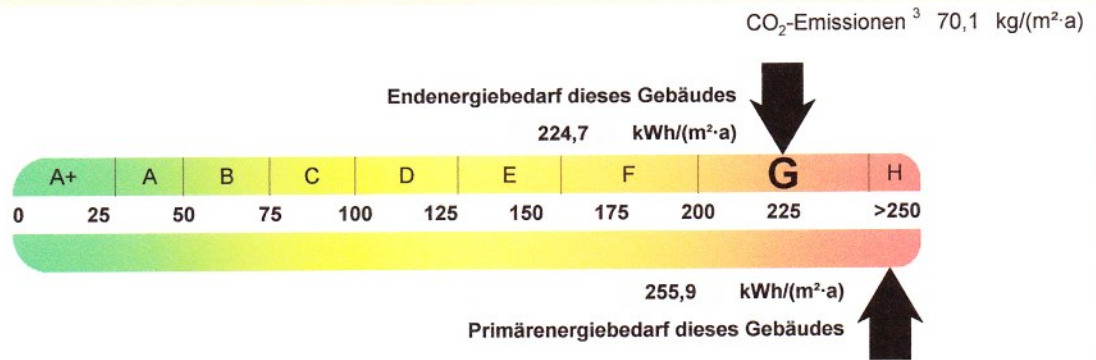 CO₂-Emissionen ³ 70,1 kg/(m²·a)
Endenergiebedarf dieses Gebäudes
224,7 kWh/(m²·a)
A+ A B C D E F G H
0 25 50 75 100 125 150 175 200 225 >250
255,9 kWh/(m²·a)
Primärenergiebedarf dieses Gebäudes